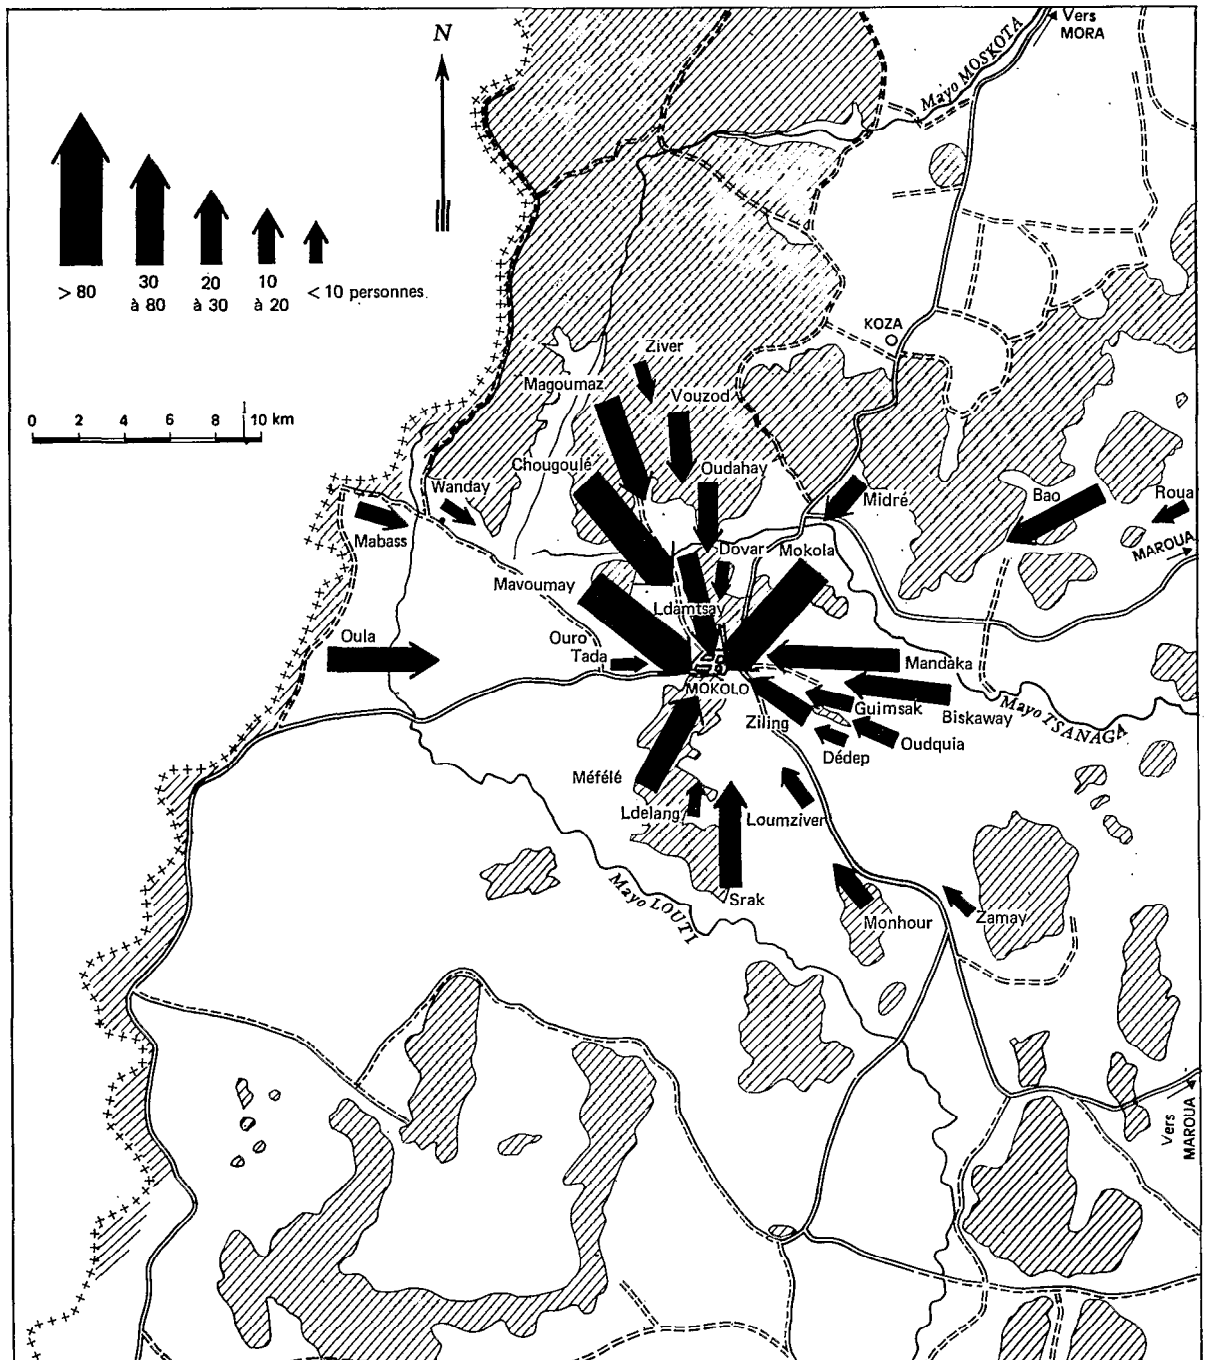 Vers
MORA
N
Mayo MOSKOTA
> 80
30
à 80
20
à 30
10
à 20
< 10 personnes
KOZA
0 2 4 6 8 10 km
Ziver
Magoumaz
Vouzod
Chougoulé
Oudahay
Wanday
Midré
Bao
Roua
Mabass
MAROUA
Dovar
Mokola
Mavoumay
Ldamtsay
Oula
Ouro
Tada
Mandaka
MOKOLO
Guimsak
Biskaway
Mayo TSANAGA
Ziling
Oudquia
Dédep
Méfélé
Ldelang
Loumziver
Srak
Mayo LOUTI
Monhour
Zamay
Vers
MAROUA